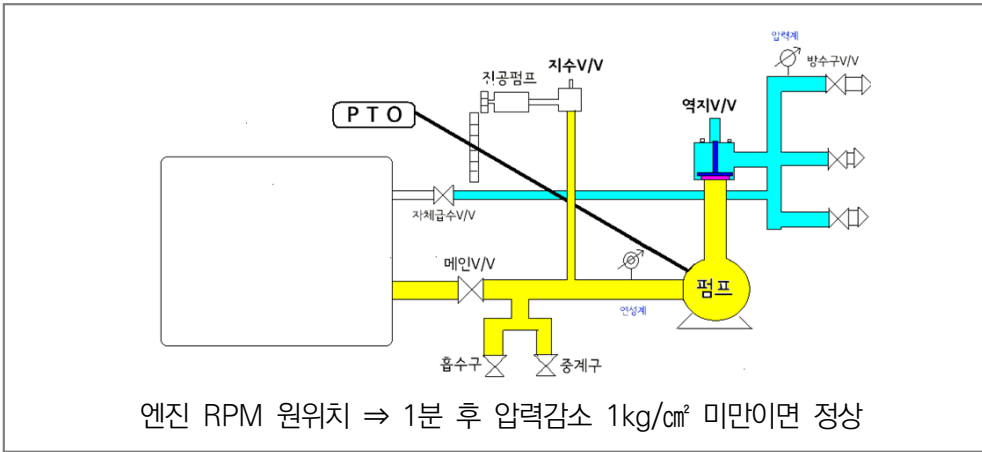 압력계
방수구V/V
지수V/V
진공펌프
역지V/V
P T O
자체급수V/V
메인V/V
펌프
연성계
흡수구
중계구
엔진 RPM 원위치 ⇒ 1분 후 압력감소 1kg/㎠ 미만이면 정상